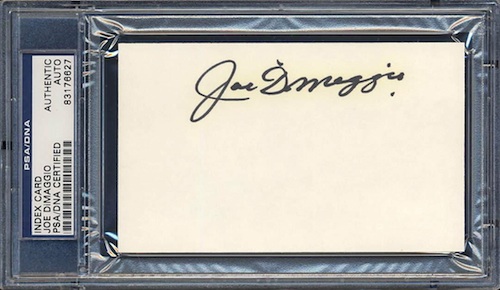 PSA/DNA
INDEX CARD
JOE DIMAGGIO
PSA/DNA CERTIFIED
AUTHENTIC
AUTO
83176627
Joe DiMaggio